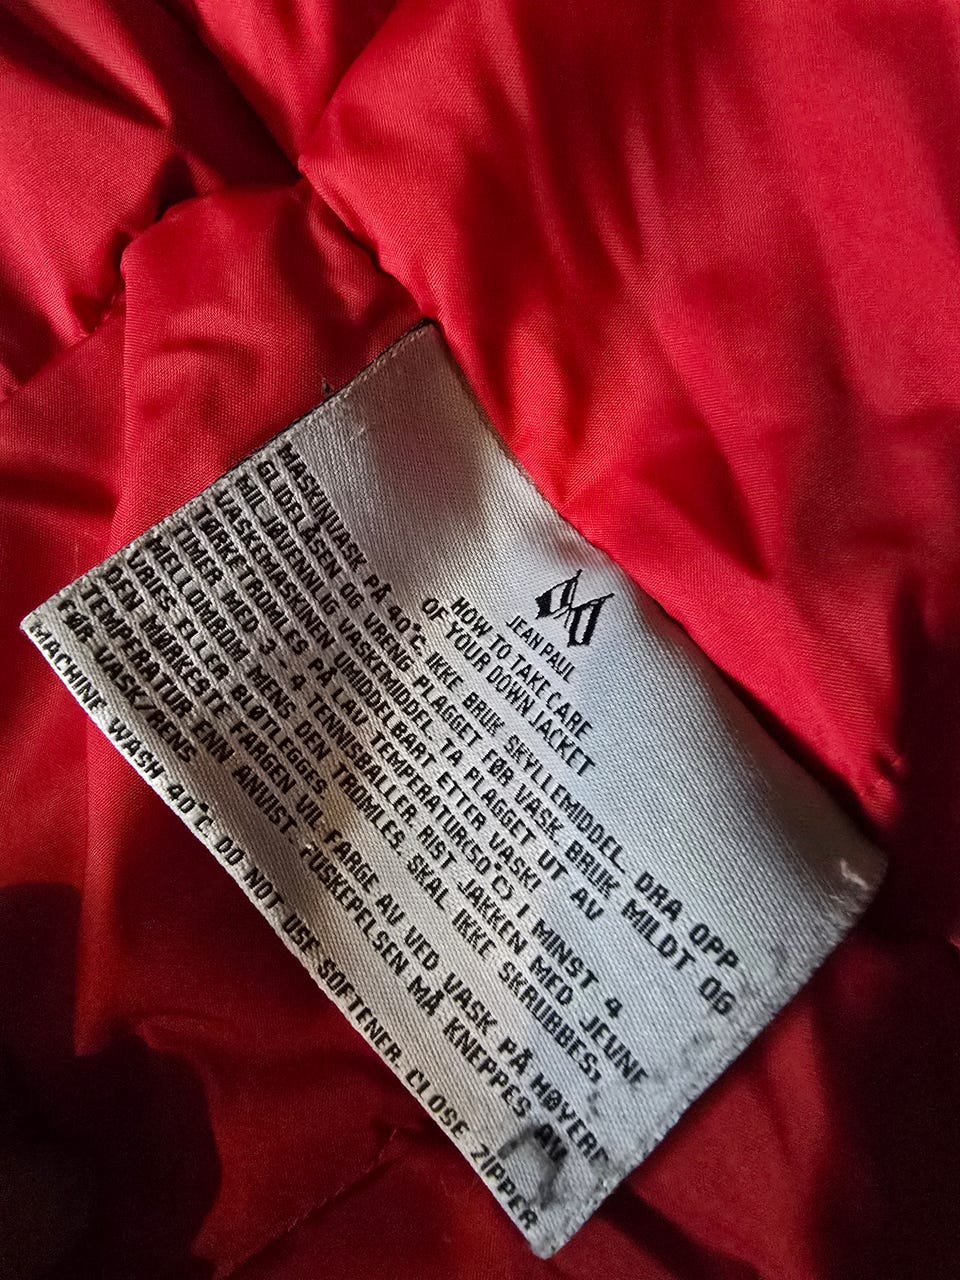 JEAN PAUL
HOW TO TAKE CARE
OF YOUR DOWNJACKET
MASKINVASK PÅ 40°C. IKKE BRUK SKYLLEMIDDEL. DRA OPP
GLIDELÅSEN OG VRENG PLAGGET FØR VASK. BRUK MILDT OG
MILJØVENNLIG VASKEMIDDEL. TA PLAGGET UT AV
VASKEMASKINEN UMIDDELBART ETTER VASK!
TØRKETROMLES PÅ LAV TEMPERATUR(50°C) I MINST 4
TIMER MED 3 - 4 TENNISBALLER. RIST JAKKEN MED JEVNE
MELLOMROM MENS DEN TROMLES. SKAL IKKE SKRUBBES,
VRIES ELLER BLØTLEGGES
DEN MØRKESTE FARGEN VIL FARGE AV VED VASK PÅ HØYERE
TEMPERATUR ENN ANVIST. FUSKEPELSEN MÅ KNEPPES AV
FØR VASK/RENS
MACHINE WASH 40°C. DO NOT USE SOFTENER. CLOSE ZIPPER